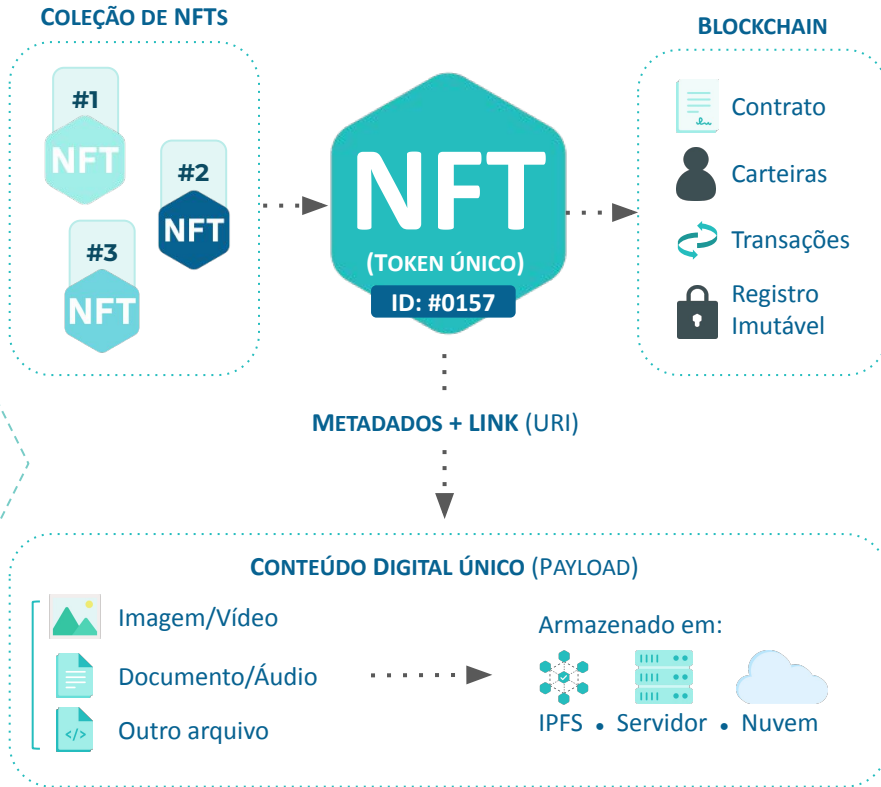 COLEÇÃO DE NFTS
#1
NFT
#2
NFT
#3
NFT
NFT
(TOKEN ÚNICO)
ID: #0157
BLOCKCHAIN
Contrato
Carteiras
Transações
Registro
Imutável
METADADOS + LINK (URI)
CONTEÚDO DIGITAL ÚNICO (PAYLOAD)
Imagem/Vídeo
Documento/Áudio
</>
Outro arquivo
Armazenado em:
IPFS • Servidor • Nuvem